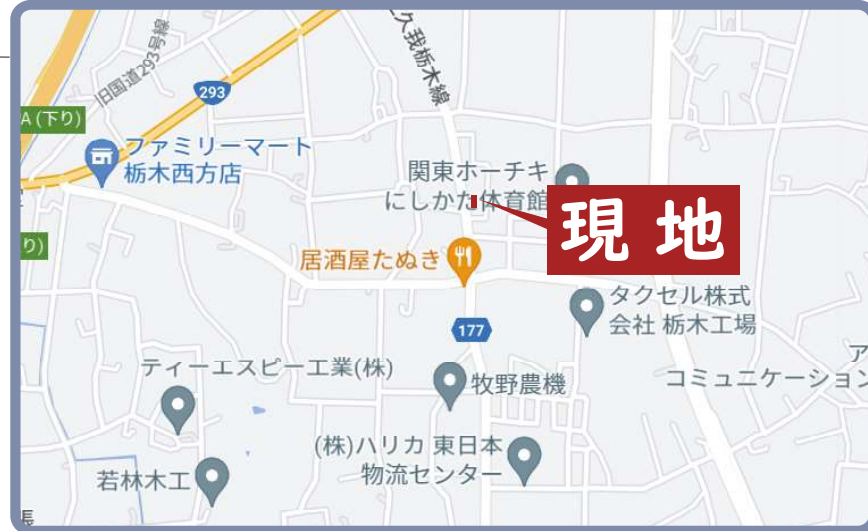 旧国道293号線
久我栃木線
293
A (下り)
ファミリーマート
栃木西方店
関東ホーチキ
にしかた体育館
現 地
り)
居酒屋たぬき
タクセル株式
会社 栃木工場
177
ティーエスピー工業(株)
牧野農機
ア
コミュニケーション
(株)ハリカ 東日本
物流センター
若林木工